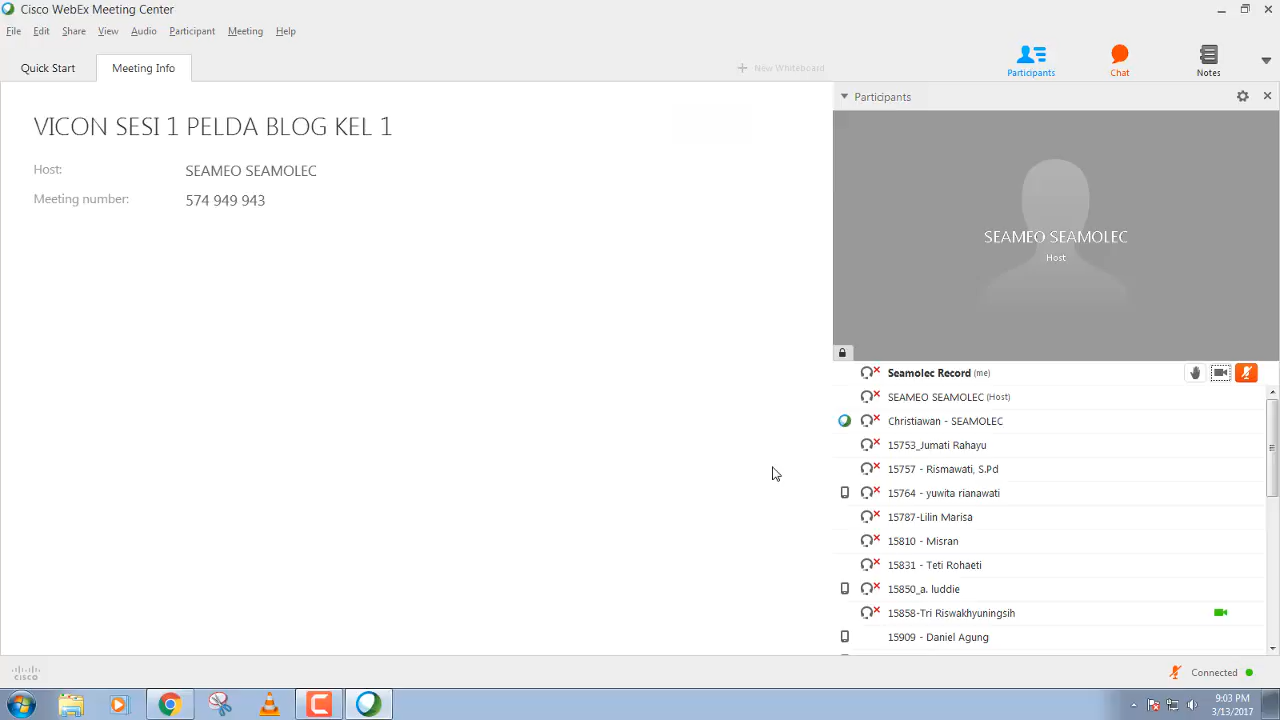 Cisco WebEx Meeting Center
File Edit Share View Audio Participant Meeting Help
Quick Start
Meeting Info
New Whiteboard
Participants
Chat
Notes
VICON SESI 1 PELDA BLOG KEL 1
Host: SEAMEO SEAMOLEC
Meeting number: 574 949 943
Participants
SEAMEO SEAMOLEC
Host
Seamolec Record (me)
SEAMEO SEAMOLEC (Host)
Christiawan - SEAMOLEC
15753_Jumati Rahayu
15757 - Rismawati, S.Pd
15764 - yuwita rianawati
15787-Lilin Marisa
15810 - Misran
15831 - Teti Rohaeti
15850_a. luddie
15858-Tri Riswakhyuningsih
15909 - Daniel Agung
cisco
Connected
9:03 PM
3/13/2017